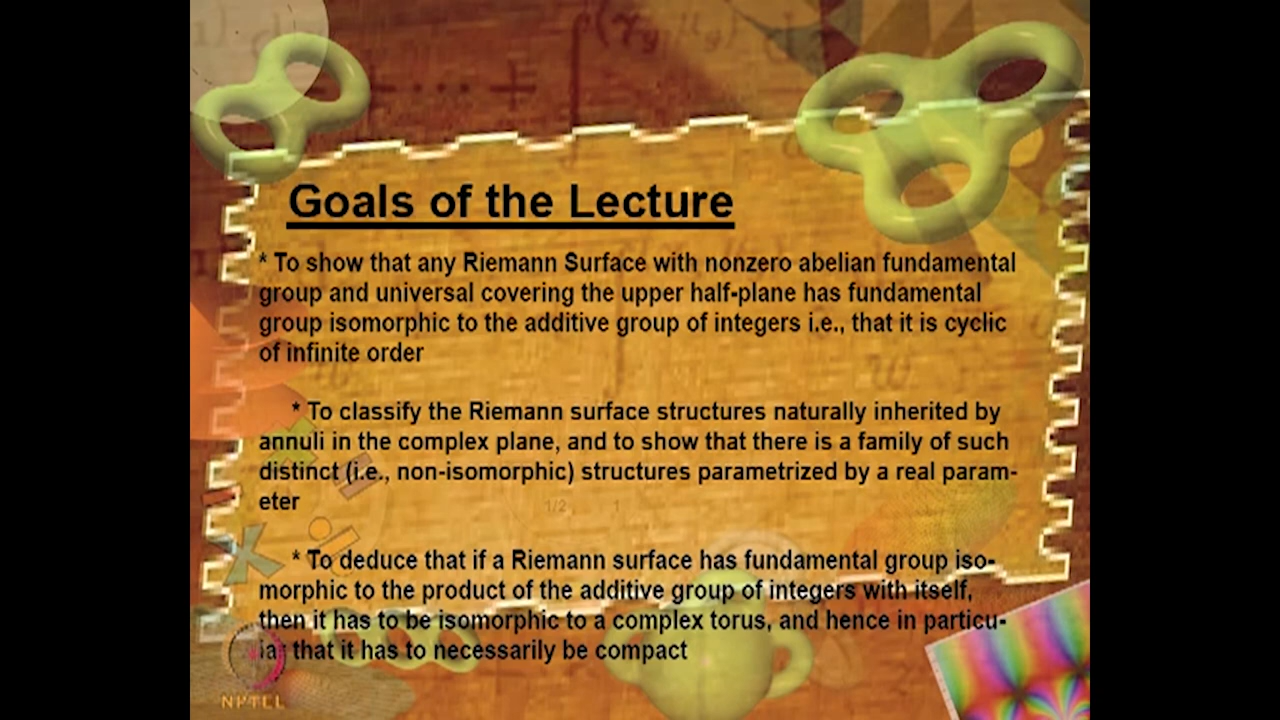 Goals of the Lecture
* To show that any Riemann Surface with nonzero abelian fundamental
group and universal covering the upper half-plane has fundamental
group isomorphic to the additive group of integers i.e., that it is cyclic
of infinite order
* To classify the Riemann surface structures naturally inherited by
annuli in the complex plane, and to show that there is a family of such
distinct (i.e., non-isomorphic) structures parametrized by a real param-
eter
1/2 1
* To deduce that if a Riemann surface has fundamental group iso-
morphic to the product of the additive group of integers with itself,
then it has to be isomorphic to a complex torus, and hence in particu-
lar that it has to necessarily be compact
NPTEL